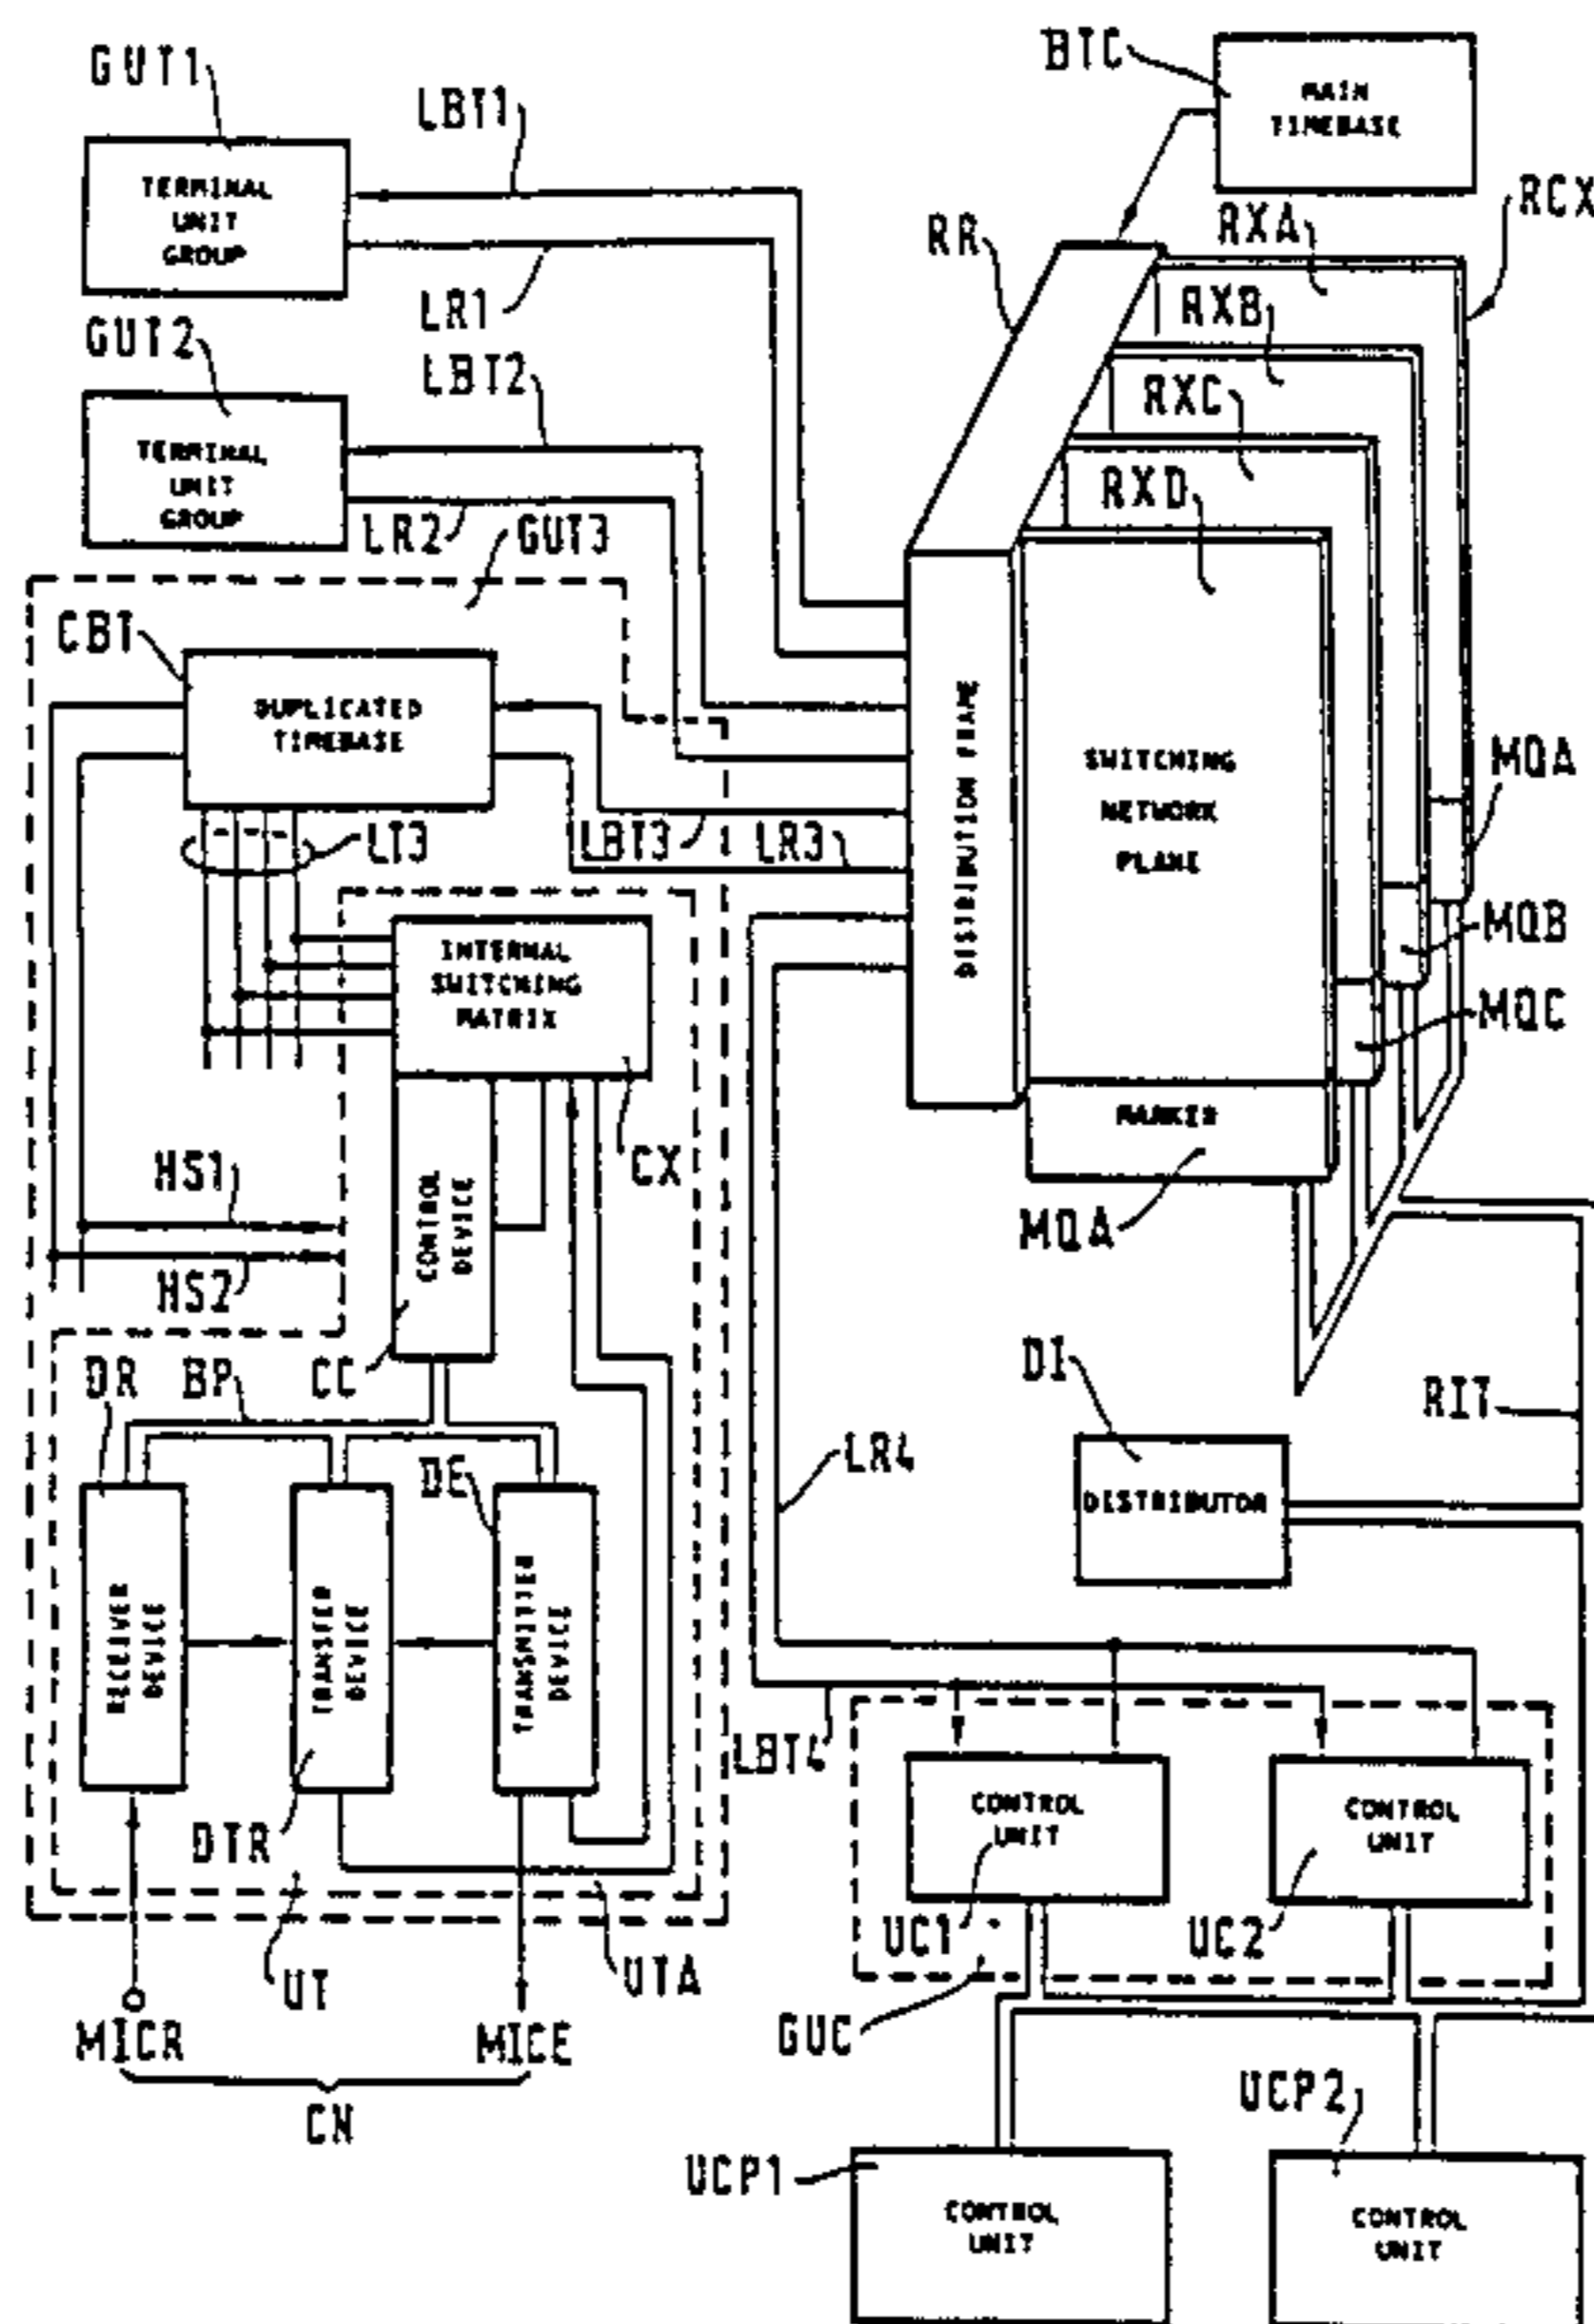 GUT1
LBT1
BTC
MAIN
TIMEBASE
TERMINAL
UNIT
GROUP
RCX
RXA
RR
LR1
RXB
GUT2
LBT2
RXC
TERMINAL
UNIT
GROUP
RXD
LR2
GUT3
CBT
DUPLICATED
TIMEBASE
DISTRIBUTION FRAME
SWITCHING
NETWORK
PLANE
MQA
LT3
LBT3
LR3
MQB
INTERNAL
SWITCHING
MATRIX
MQC
MARKER
CX
HS1
CONTROL
DEVICE
MQA
HS2
DI
DR
BP
CC
RIT
DE
LR4
DISTRIBUTOR
RECEIVER
DEVICE
TRANSFER
DEVICE
TRANSMITTER
DEVICE
LBT4
CONTROL
UNIT
CONTROL
UNIT
DTR
UC1
UC2
UT
UTA
GUC
MICR
MICE
CN
UCP2
UCP1
CONTROL
UNIT
CONTROL
UNIT